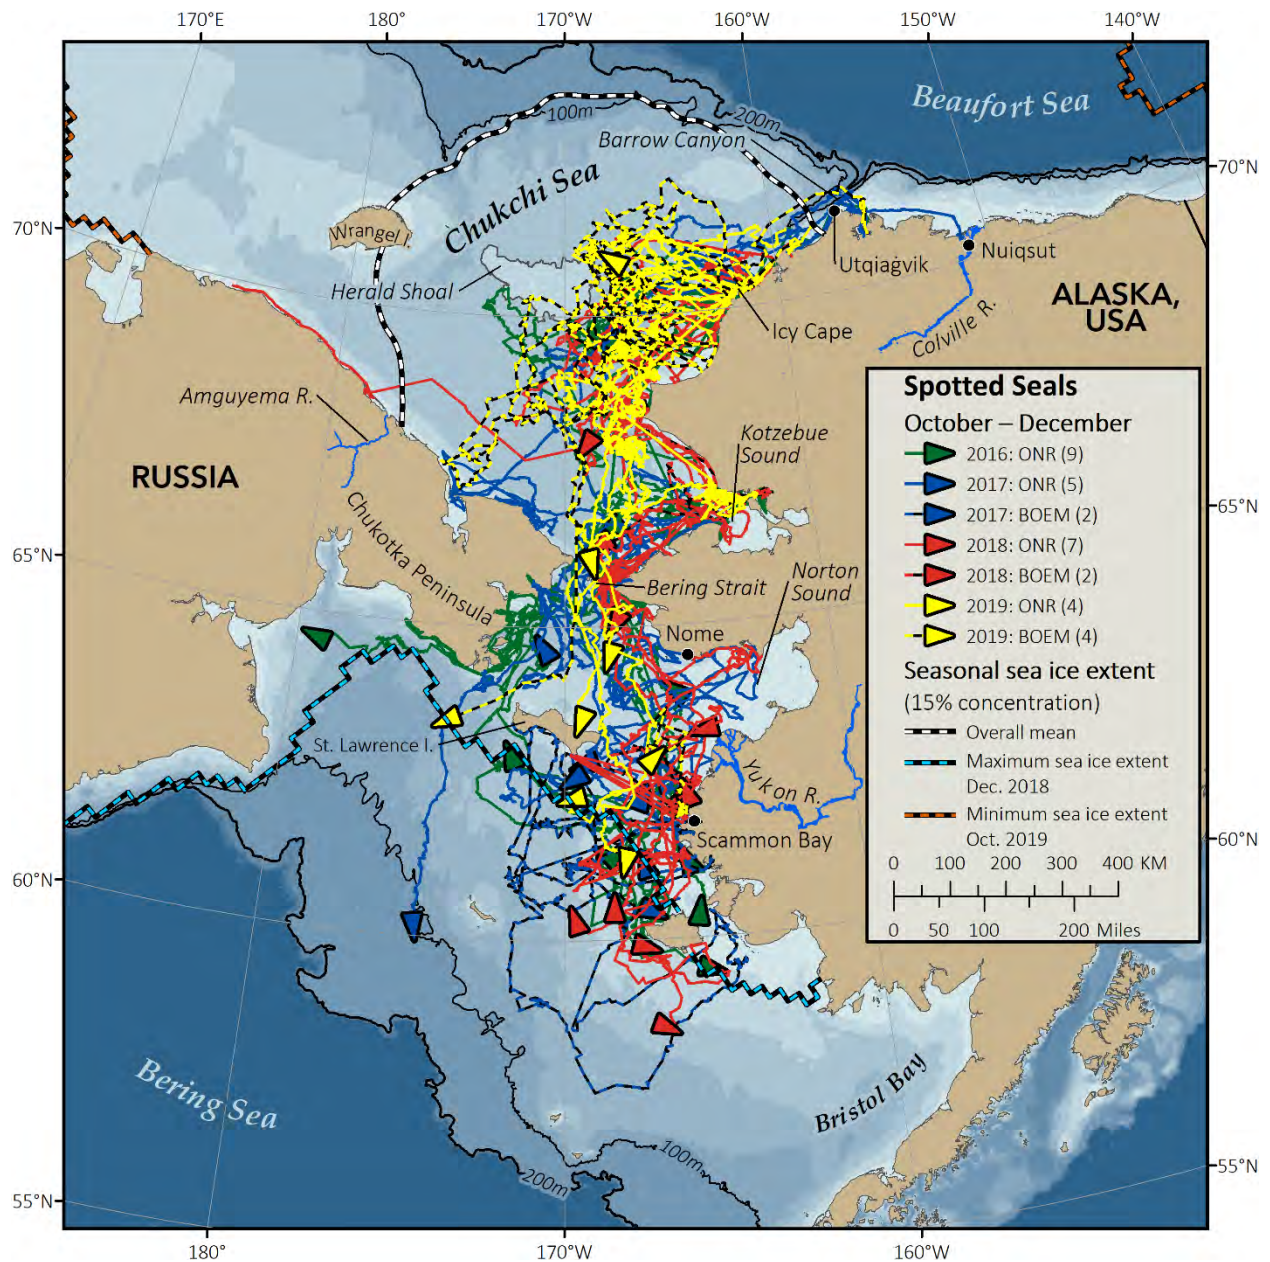 170°E
180°
170°W
160°W
150°W
140°W
Beaufort Sea
100m
200m
Barrow Canyon
Chukchi Sea
70°N
70°N
Wrangel I.
Herald Shoal
Utqiaġvik
Nuiqsut
ALASKA,
USA
Icy Cape
Colville R.
Amguyema R.
RUSSIA
Kotzebue
Sound
65°N
65°N
Chukotka Peninsula
Bering Strait
Norton
Sound
Nome
St. Lawrence I.
Yukon R.
Scammon Bay
60°N
60°N
Spotted Seals
October – December
2016: ONR (9)
2017: ONR (5)
2017: BOEM (2)
2018: ONR (7)
2018: BOEM (2)
2019: ONR (4)
2019: BOEM (4)
Seasonal sea ice extent
(15% concentration)
Overall mean
Maximum sea ice extent
Dec. 2018
Minimum sea ice extent
Oct. 2019
0 100 200 300 400 KM
0 50 100 200 Miles
Bering Sea
Bristol Bay
100m
200m
55°N
55°N
180°
170°W
160°W